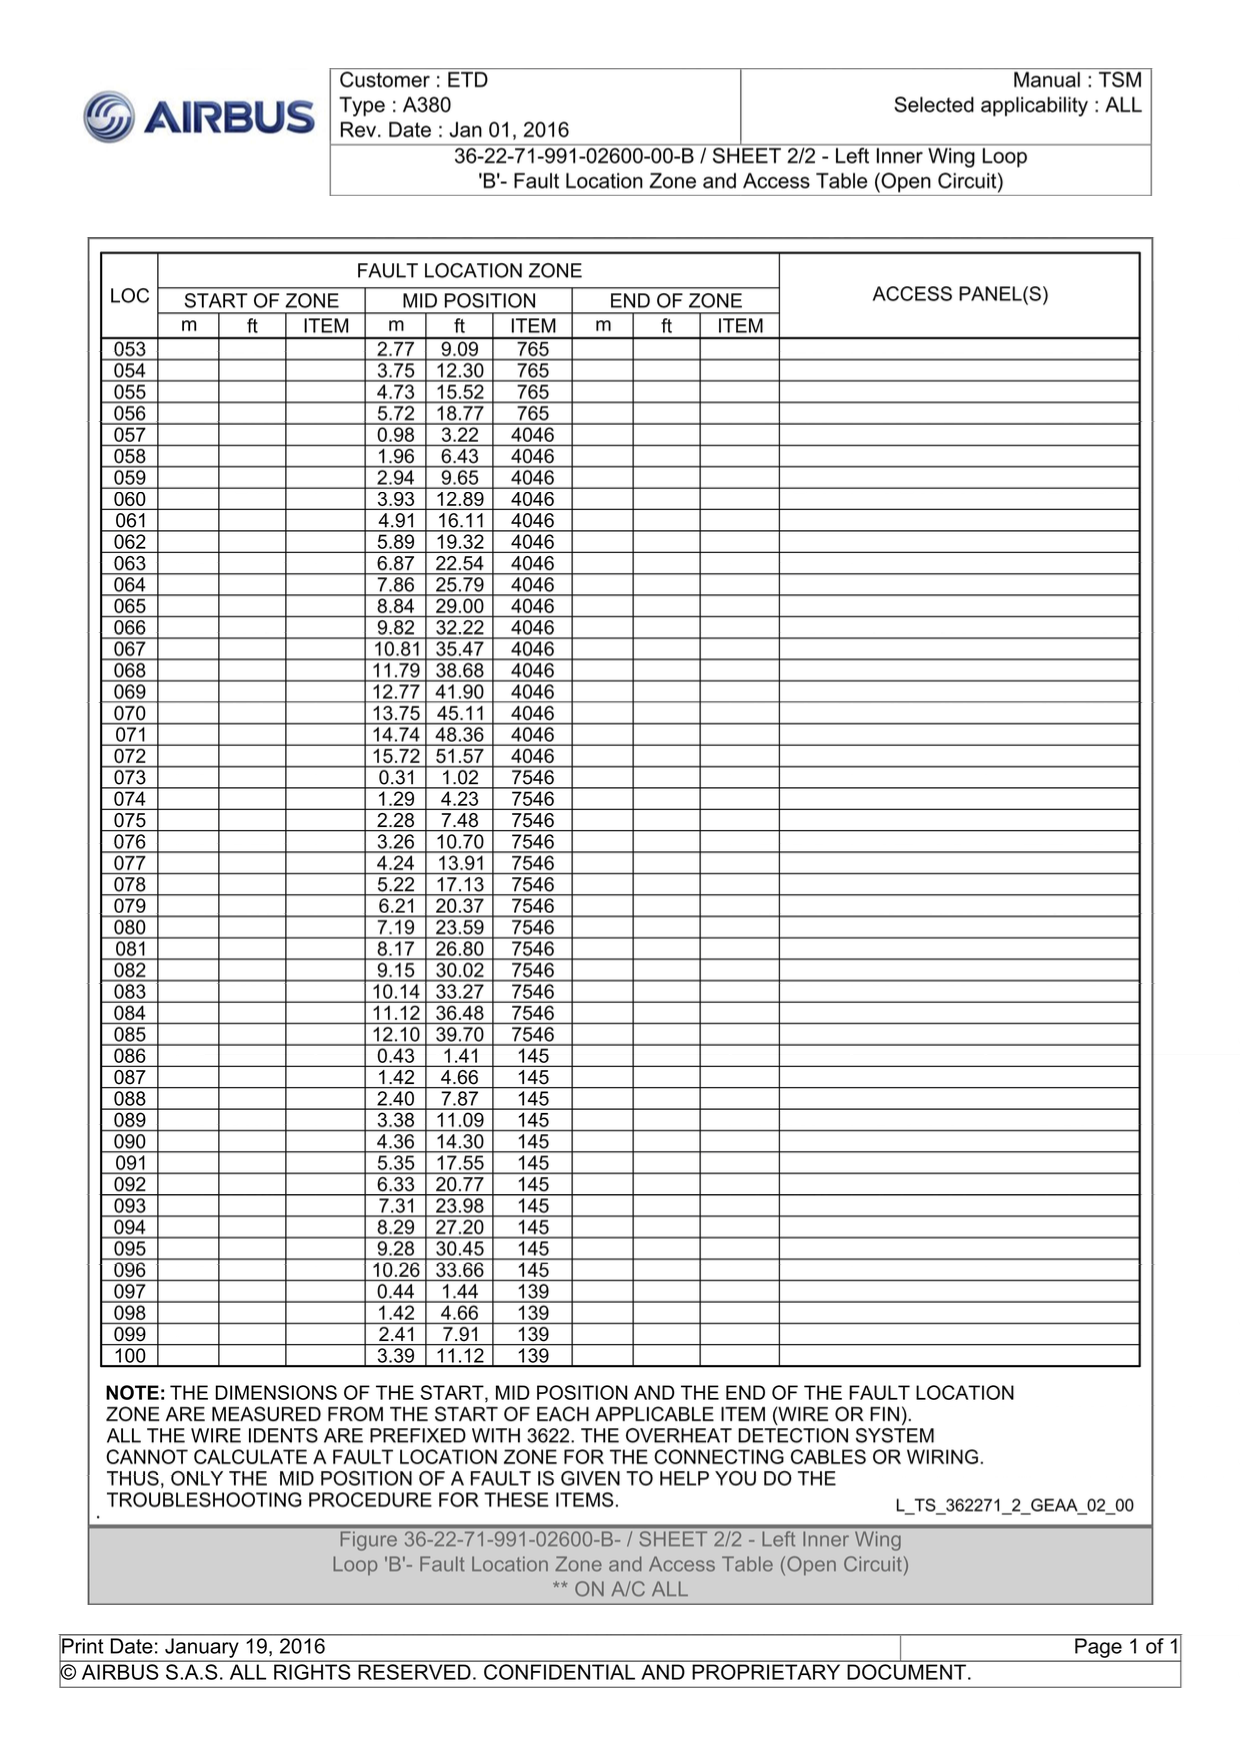 AIRBUS
Customer : ETD
Type : A380
Rev. Date : Jan 01, 2016
Manual : TSM
Selected applicability : ALL
36-22-71-991-02600-00-B / SHEET 2/2 - Left Inner Wing Loop
'B'- Fault Location Zone and Access Table (Open Circuit)
LOC FAULT LOCATION ZONE ACCESS PANEL(S)
START OF ZONE MID POSITION END OF ZONE
m ft ITEM m ft ITEM m ft ITEM
053 2.77 9.09 765
054 3.75 12.30 765
055 4.73 15.52 765
056 5.72 18.77 765
057 0.98 3.22 4046
058 1.96 6.43 4046
059 2.94 9.65 4046
060 3.93 12.89 4046
061 4.91 16.11 4046
062 5.89 19.32 4046
063 6.87 22.54 4046
064 7.86 25.79 4046
065 8.84 29.00 4046
066 9.82 32.22 4046
067 10.81 35.47 4046
068 11.79 38.68 4046
069 12.77 41.90 4046
070 13.75 45.11 4046
071 14.74 48.36 4046
072 15.72 51.57 4046
073 0.31 1.02 7546
074 1.29 4.23 7546
075 2.28 7.48 7546
076 3.26 10.70 7546
077 4.24 13.91 7546
078 5.22 17.13 7546
079 6.21 20.37 7546
080 7.19 23.59 7546
081 8.17 26.80 7546
082 9.15 30.02 7546
083 10.14 33.27 7546
084 11.12 36.48 7546
085 12.10 39.70 7546
086 0.43 1.41 145
087 1.42 4.66 145
088 2.40 7.87 145
089 3.38 11.09 145
090 4.36 14.30 145
091 5.35 17.55 145
092 6.33 20.77 145
093 7.31 23.98 145
094 8.29 27.20 145
095 9.28 30.45 145
096 10.26 33.66 145
097 0.44 1.44 139
098 1.42 4.66 139
099 2.41 7.91 139
100 3.39 11.12 139
NOTE: THE DIMENSIONS OF THE START, MID POSITION AND THE END OF THE FAULT LOCATION
ZONE ARE MEASURED FROM THE START OF EACH APPLICABLE ITEM (WIRE OR FIN).
ALL THE WIRE IDENTS ARE PREFIXED WITH 3622. THE OVERHEAT DETECTION SYSTEM
CANNOT CALCULATE A FAULT LOCATION ZONE FOR THE CONNECTING CABLES OR WIRING.
THUS, ONLY THE MID POSITION OF A FAULT IS GIVEN TO HELP YOU DO THE
TROUBLESHOOTING PROCEDURE FOR THESE ITEMS.
L_TS_362271_2_GEAA_02_00
Figure 36-22-71-991-02600-B- / SHEET 2/2 - Left Inner Wing
Loop 'B'- Fault Location Zone and Access Table (Open Circuit)
** ON A/C ALL
Print Date: January 19, 2016
Page 1 of 1
© AIRBUS S.A.S. ALL RIGHTS RESERVED. CONFIDENTIAL AND PROPRIETARY DOCUMENT.